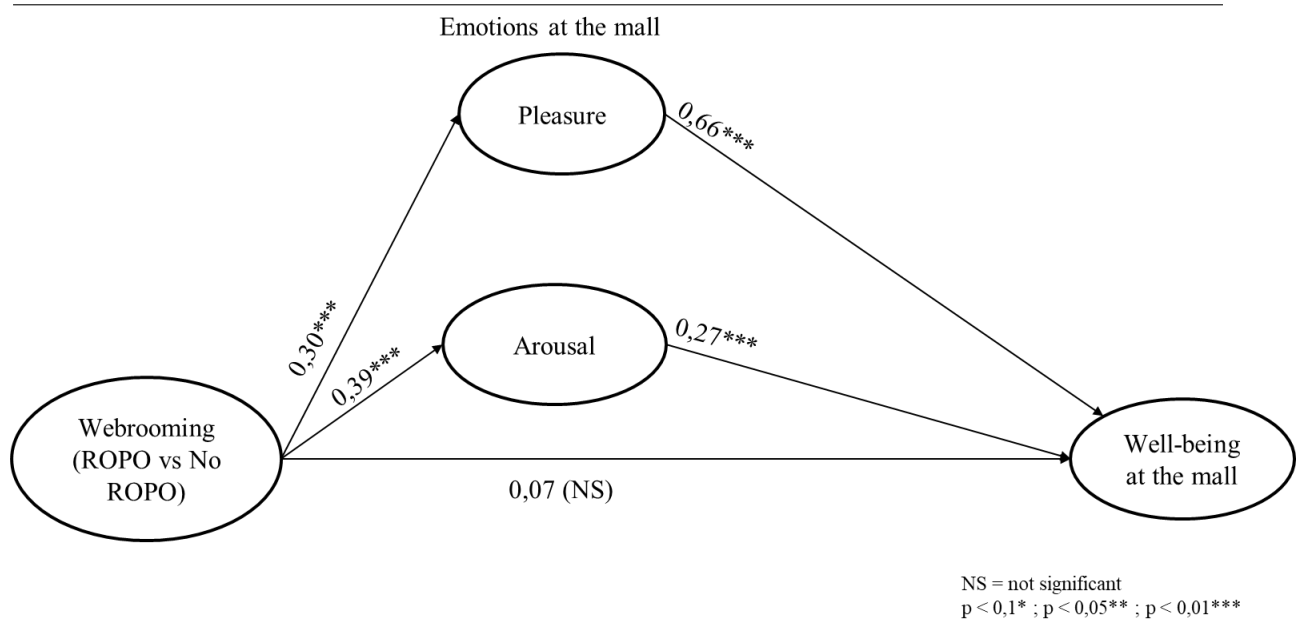 Emotions at the mall
Pleasure
0,66***
0,30***
0,39***
Arousal
0,27***
Webrooming
(ROPO vs No
ROPO)
0,07 (NS)
Well-being
at the mall
NS = not significant
p < 0,1* ; p < 0,05** ; p < 0,01***